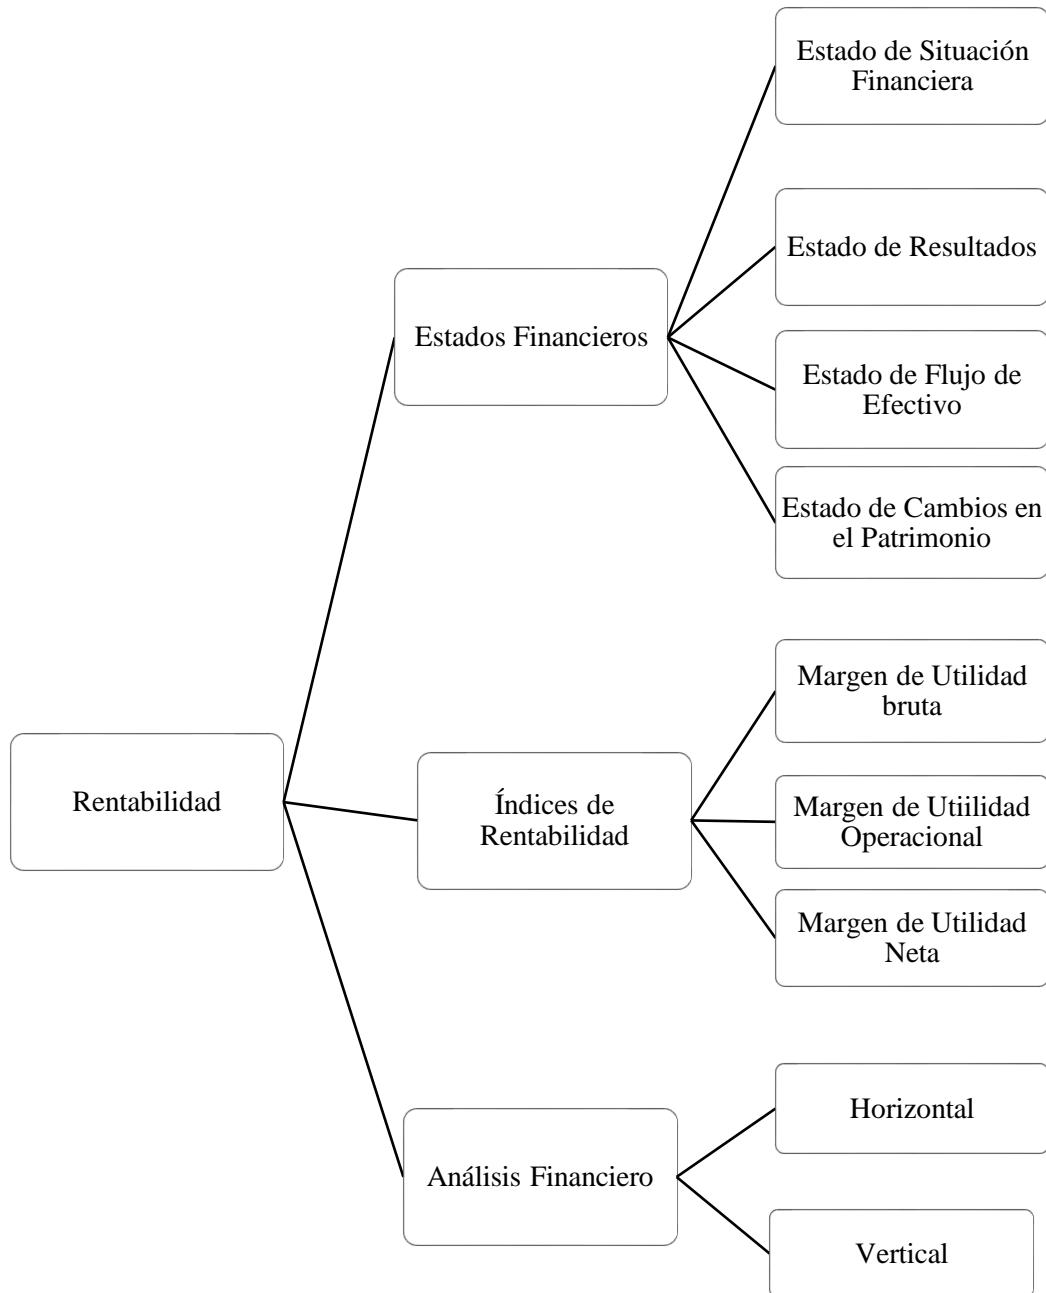 Estado de Situación
Financiera
Estado de Resultados
Estados Financieros
Estado de Flujo de
Efectivo
Estado de Cambios en
el Patrimonio
Margen de Utilidad
bruta
Rentabilidad
Índices de
Rentabilidad
Margen de Utiilidad
Operacional
Margen de Utilidad
Neta
Horizontal
Análisis Financiero
Vertical